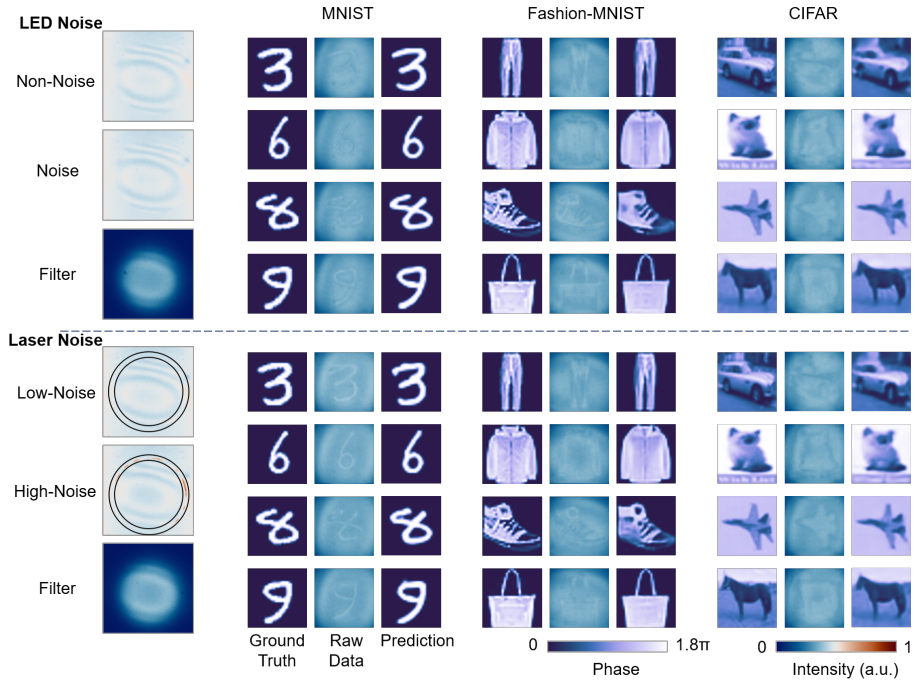 MNIST
Fashion-MNIST
CIFAR
LED Noise
Non-Noise
Noise
Filter
Laser Noise
Low-Noise
High-Noise
Filter
Ground
Truth
Raw
Data
Prediction
0
1.8π
Phase
0
1
Intensity (a.u.)